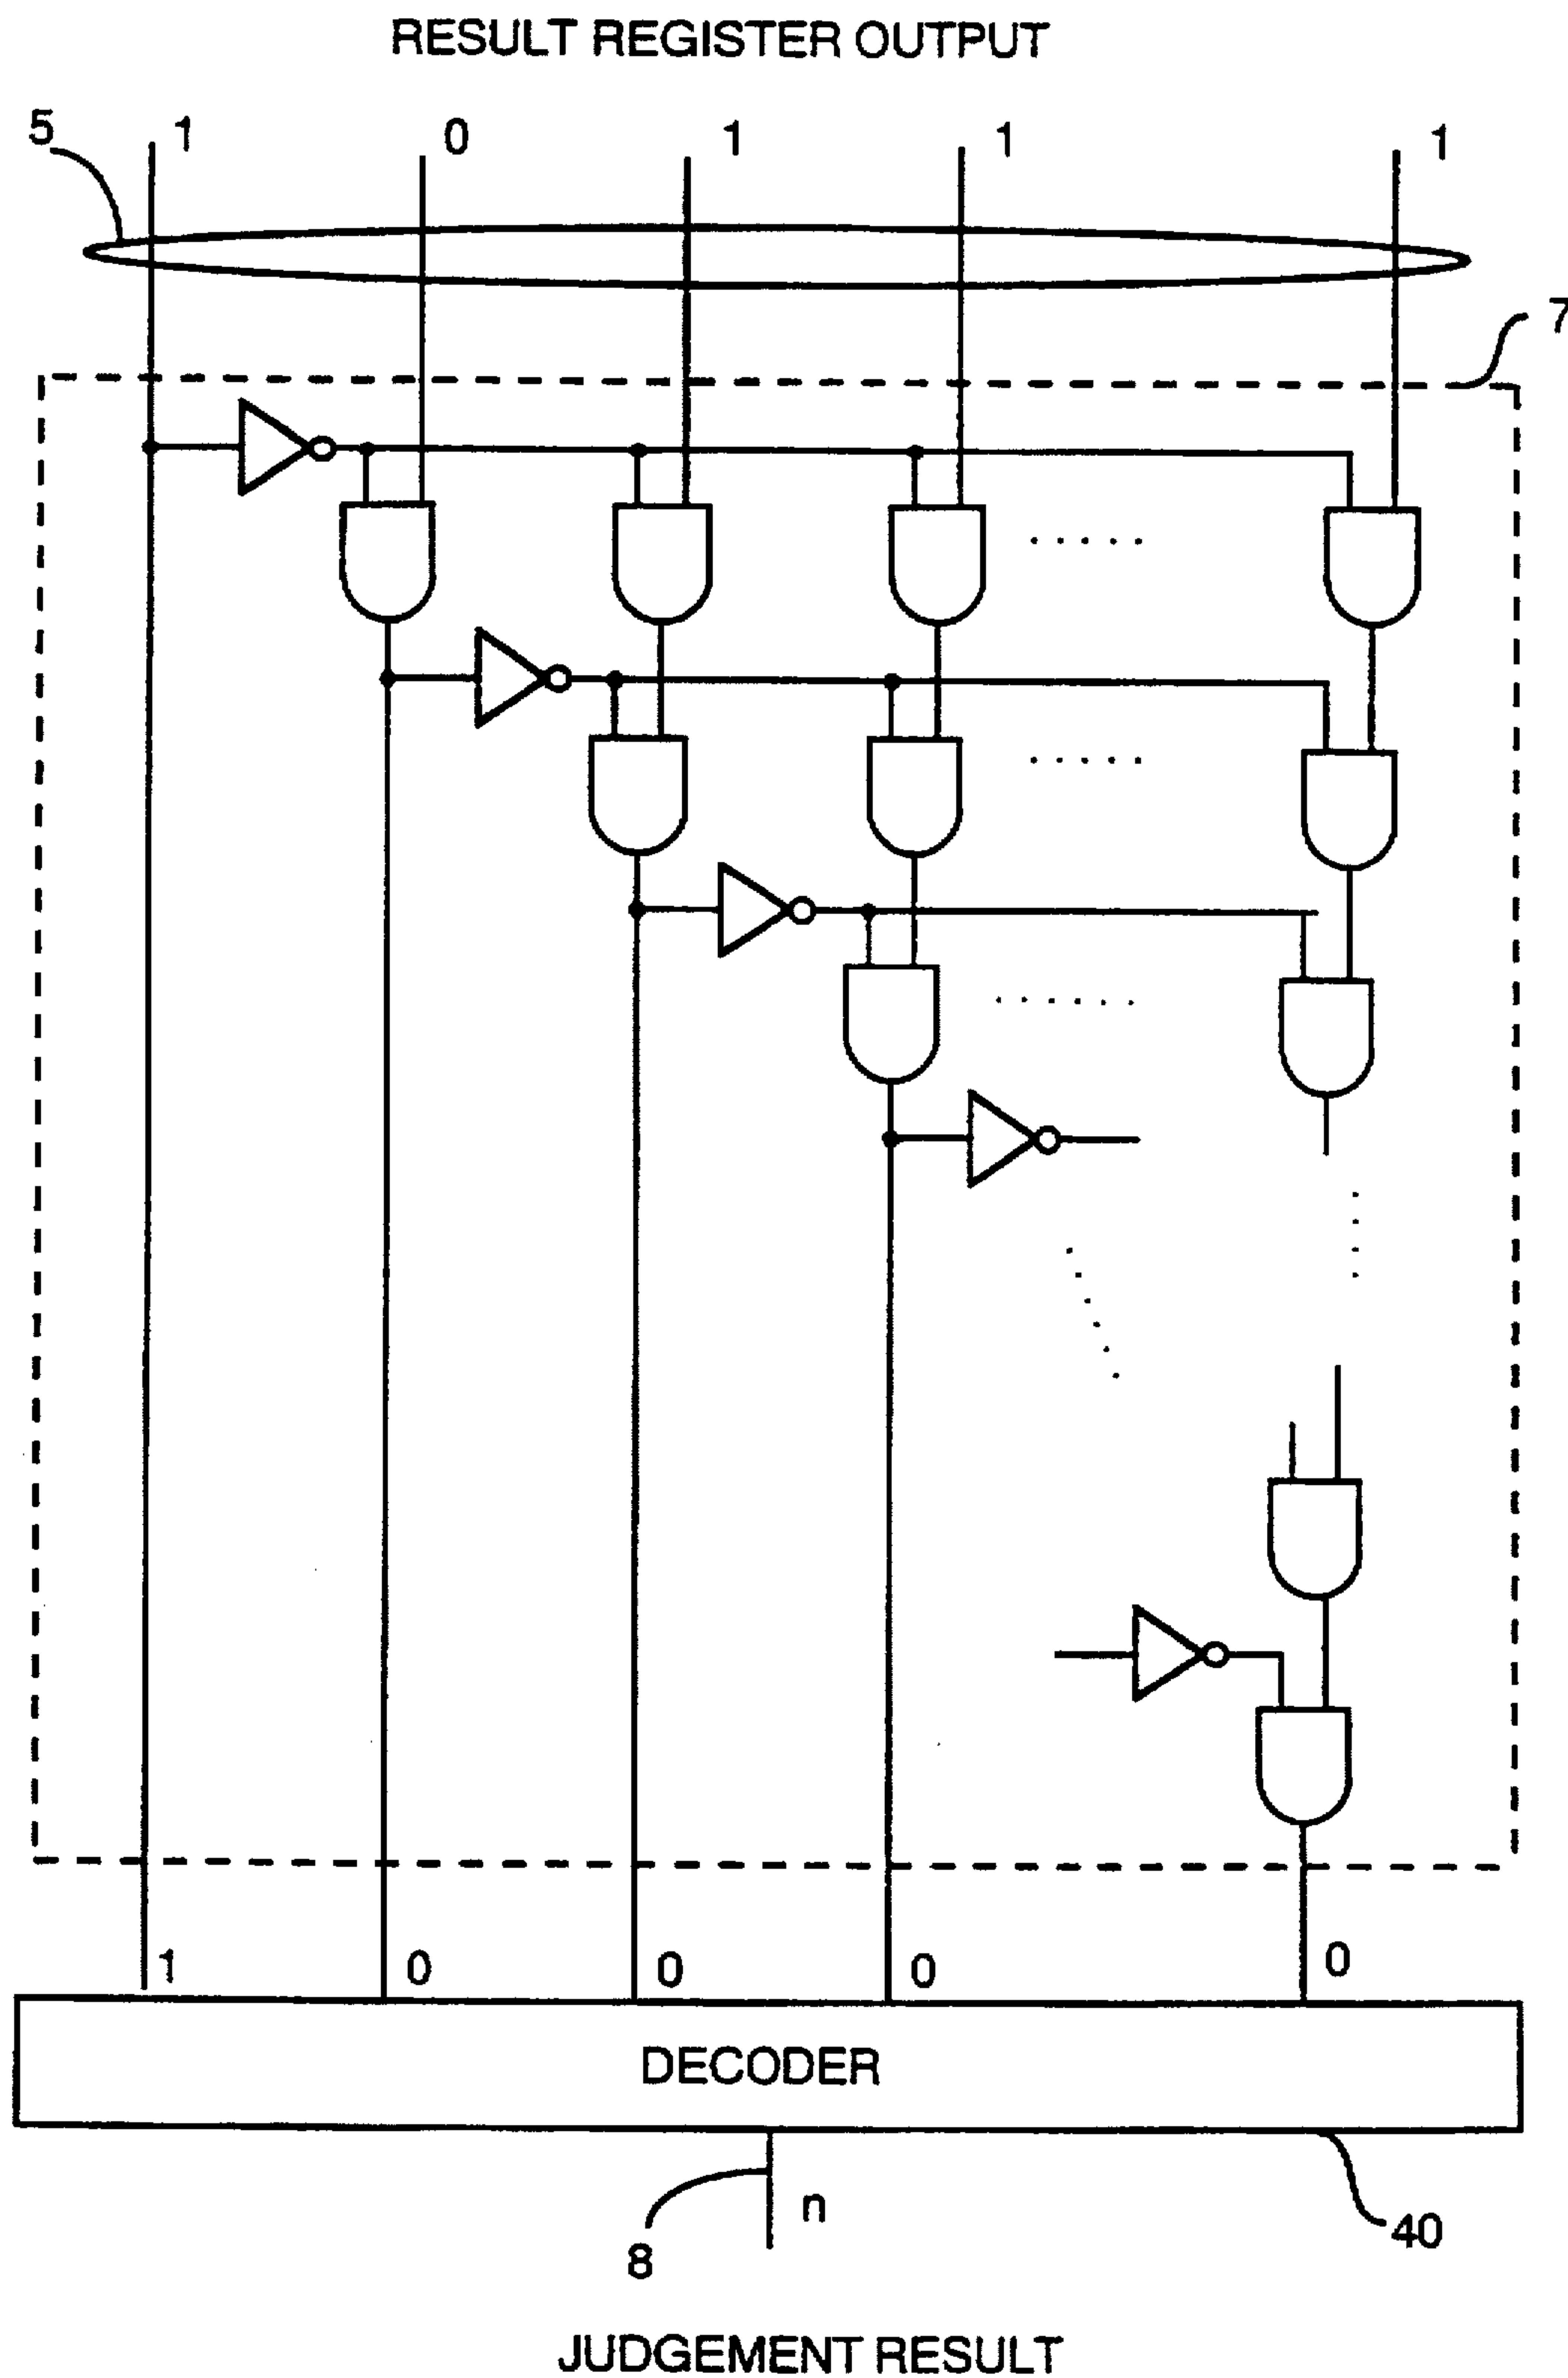 RESULT REGISTER OUTPUT
5
1 0 1 1 1
7
1 0 0 0 0
DECODER
8 n 40
JUDGEMENT RESULT